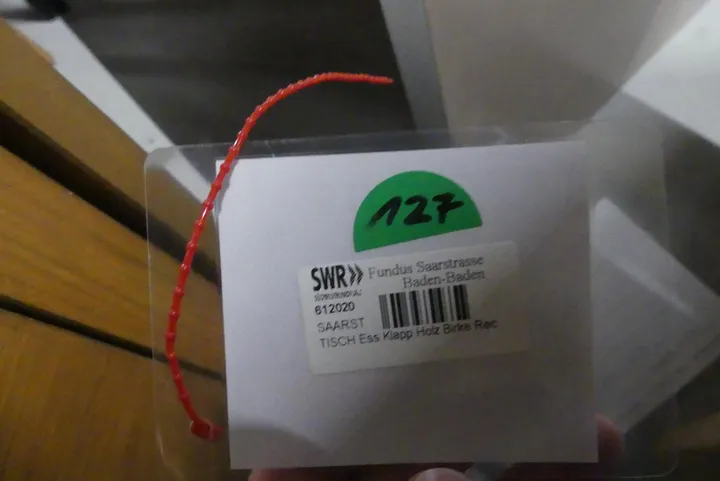 127
SWR» Fundus Saarstrasse
Baden-Baden
612020
SAARST
TISCH Ess Klapp Holz Birke Rec